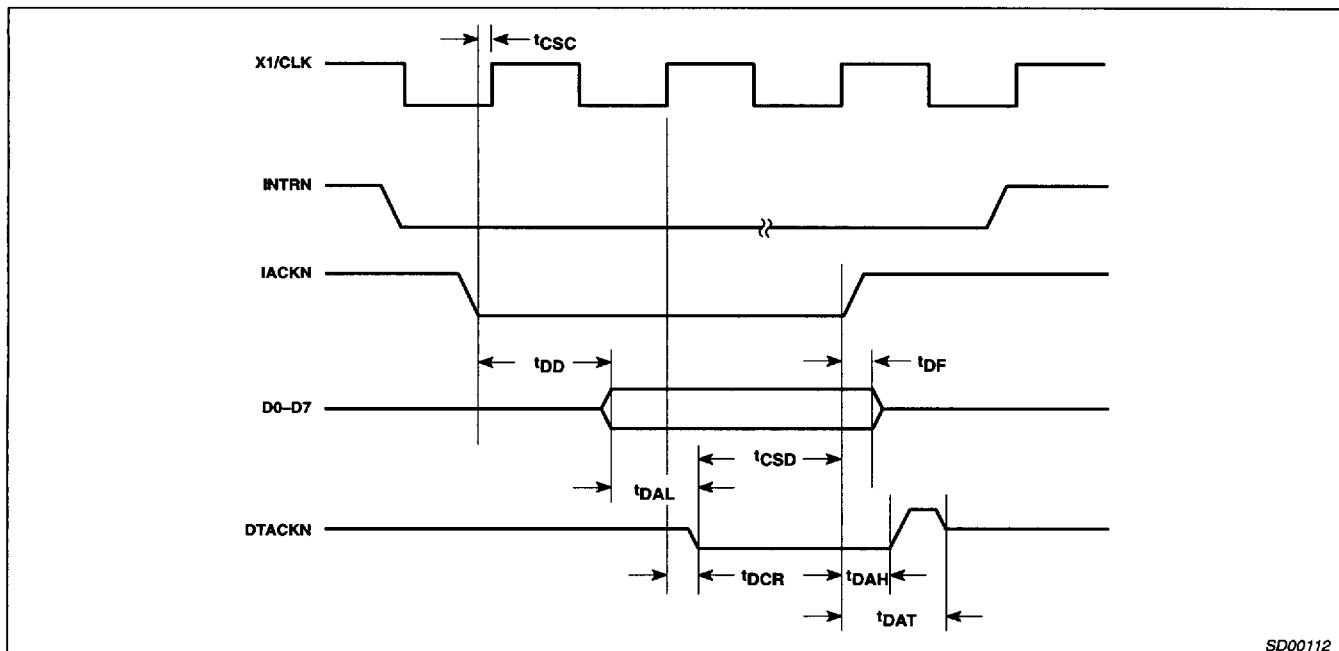 tCSC
X1/CLK
INTRN
IACKN
tDD
tDF
D0–D7
tCSD
tDAL
DTACKN
tDCR
tDAH
tDAT
SD00112